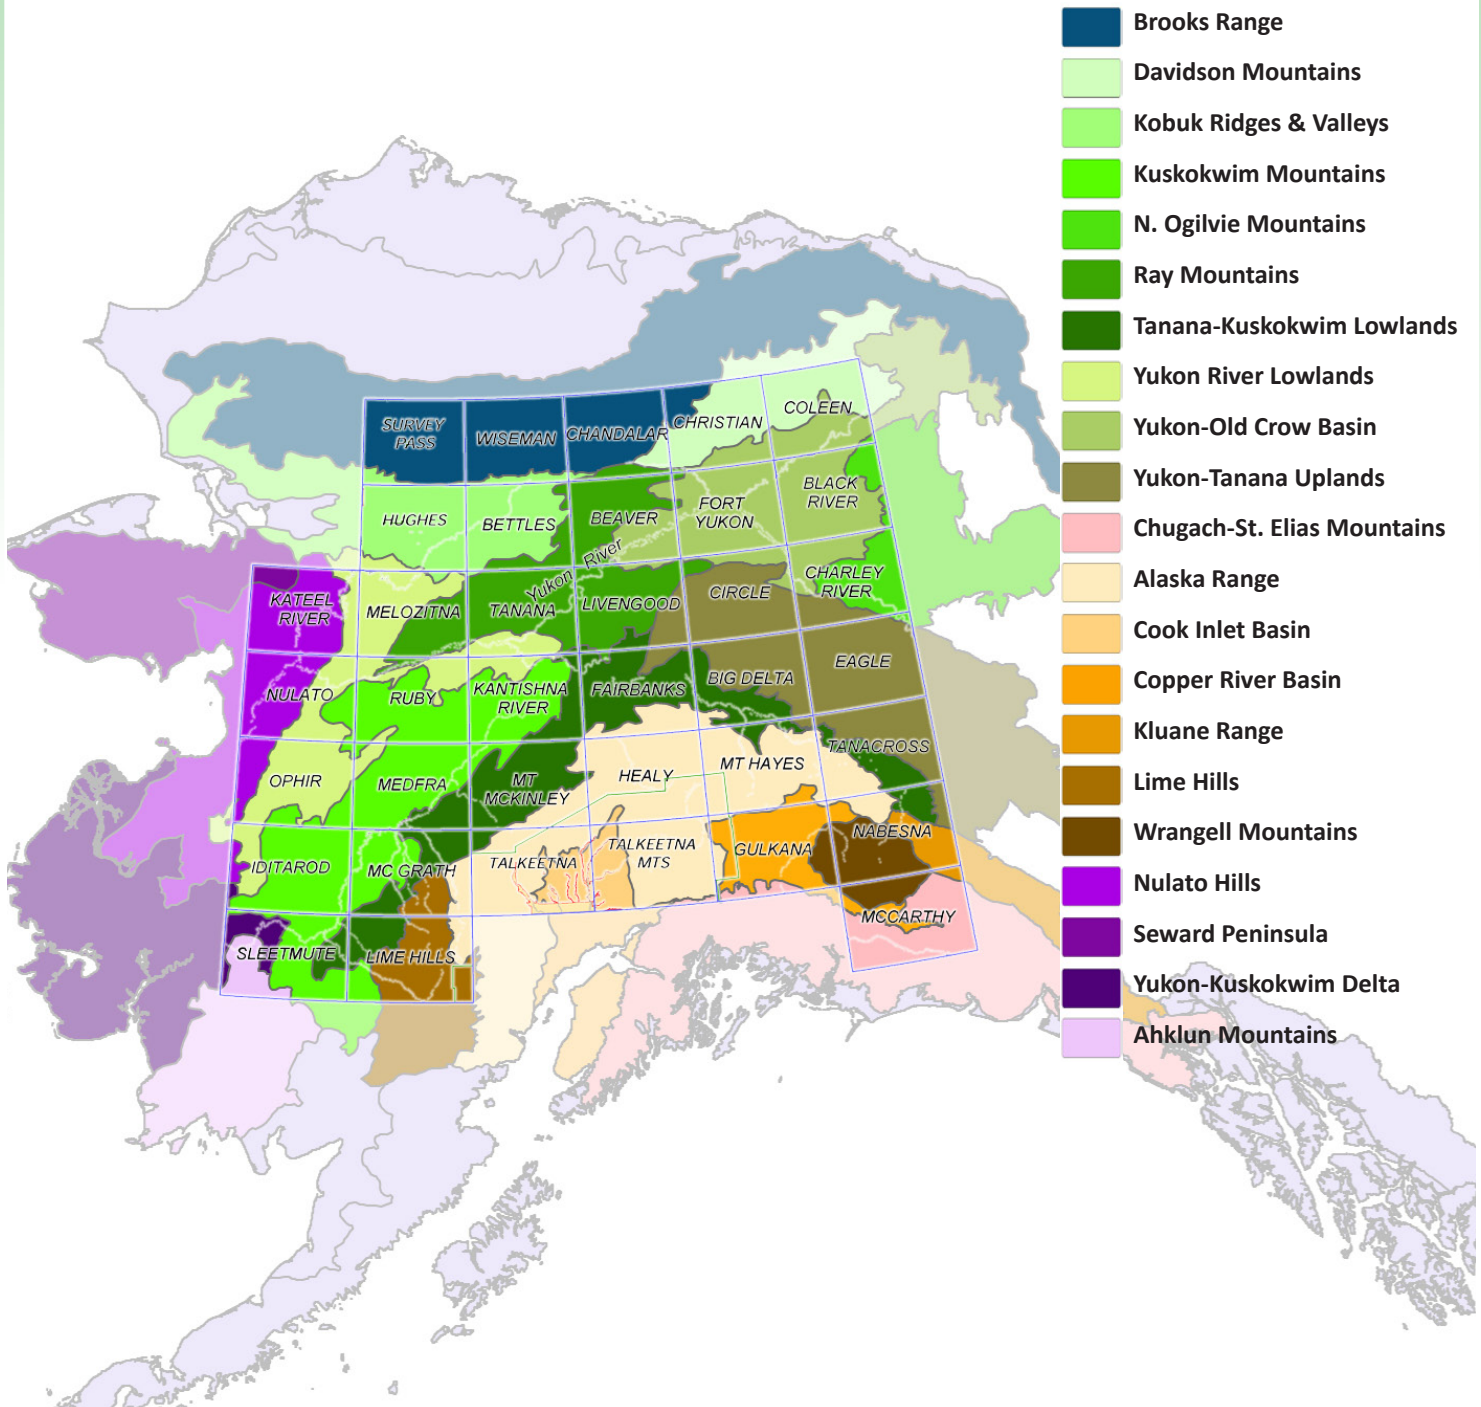 Brooks Range
Davidson Mountains
Kobuk Ridges & Valleys
Kuskokwim Mountains
N. Ogilvie Mountains
Ray Mountains
Tanana-Kuskokwim Lowlands
Yukon River Lowlands
Yukon-Old Crow Basin
Yukon-Tanana Uplands
Chugach-St. Elias Mountains
Alaska Range
Cook Inlet Basin
Copper River Basin
Kluane Range
Lime Hills
Wrangell Mountains
Nulato Hills
Seward Peninsula
Yukon-Kuskokwim Delta
Ahklun Mountains
SURVEY
PASS
WISEMAN
CHANDALAR
CHRISTIAN
COLEEN
HUGHES
BETTLES
BEAVER
FORT
YUKON
BLACK
RIVER
KATEEL
RIVER
MELOZITNA
TANANA
Yukon River
LIVENGOOD
CIRCLE
CHARLEY
RIVER
NULATO
RUBY
KANTISHNA
RIVER
FAIRBANKS
BIG DELTA
EAGLE
OPHIR
MEDFRA
MT
MCKINLEY
HEALY
MT HAYES
TANACROSS
IDITAROD
MC GRATH
TALKEETNA
TALKEETNA
MTS
GULKANA
NABESNA
SLEETMUTE
LIME HILLS
MCCARTHY